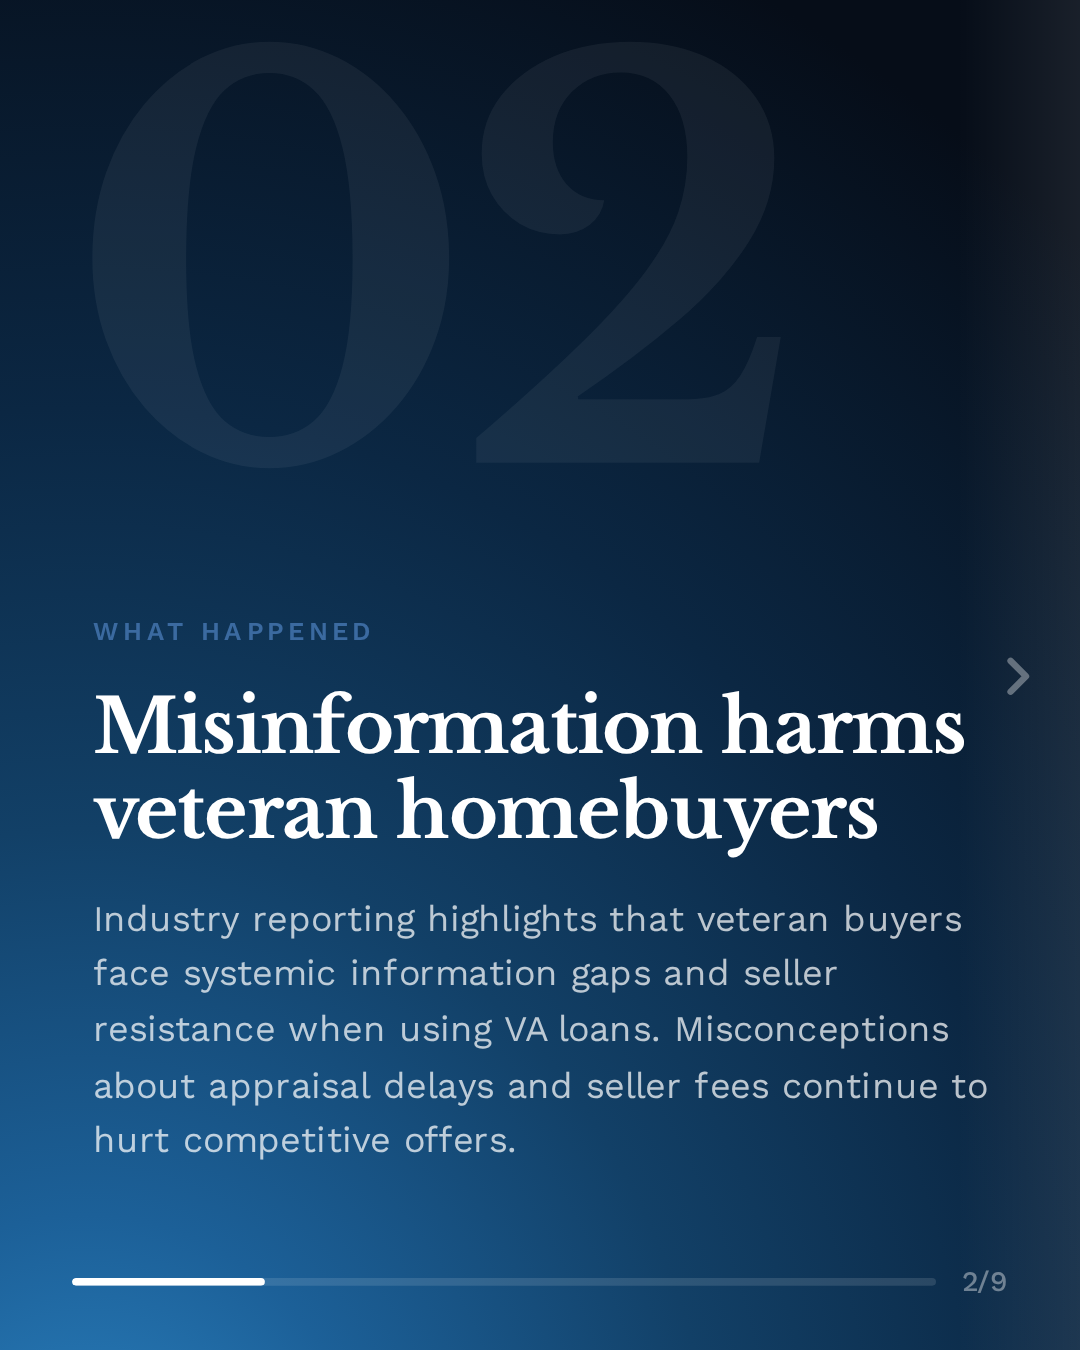 02
WHAT HAPPENED
Misinformation harms
veteran homebuyers
Industry reporting highlights that veteran buyers
face systemic information gaps and seller
resistance when using VA loans. Misconceptions
about appraisal delays and seller fees continue to
hurt competitive offers.
2/9